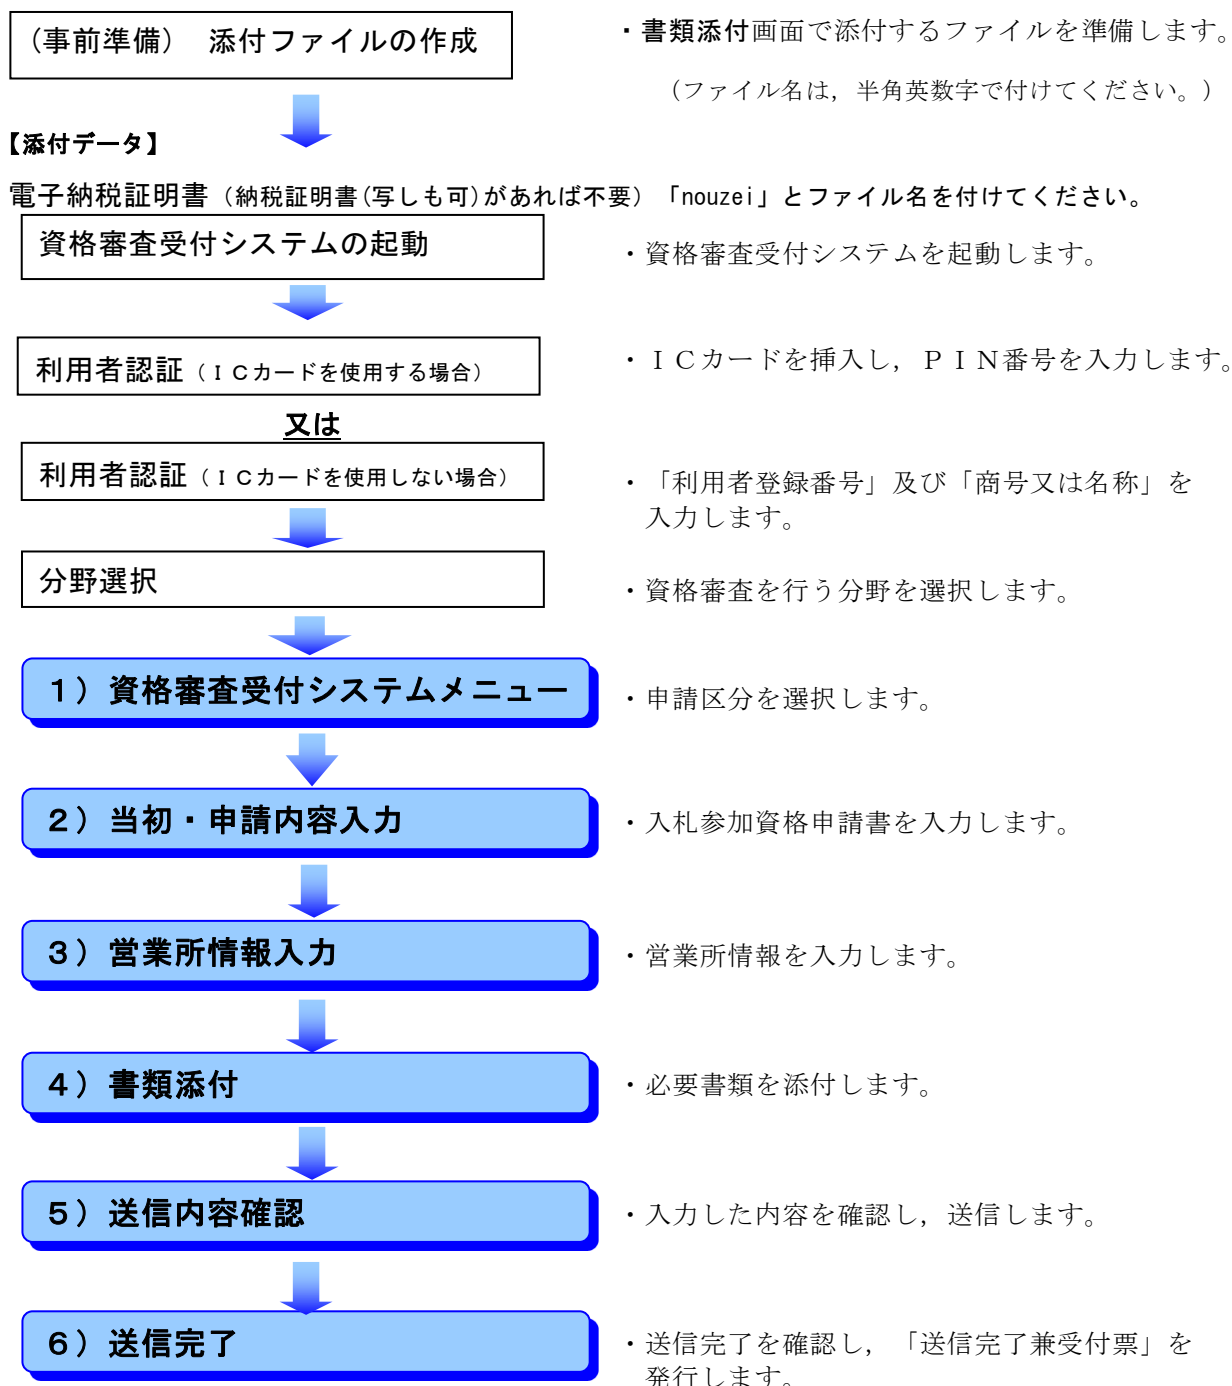 （事前準備）　添付ファイルの作成
・書類添付画面で添付するファイルを準備します。
（ファイル名は，半角英数字で付けてください。）
【添付データ】
電子納税証明書（納税証明書(写しも可)があれば不要）「nouzei」とファイル名を付けてください。
資格審査受付システムの起動
・資格審査受付システムを起動します。
利用者認証（ＩＣカードを使用する場合）
・ＩＣカードを挿入し，ＰＩＮ番号を入力します。
又は
利用者認証（ＩＣカードを使用しない場合）
・「利用者登録番号」及び「商号又は名称」を
入力します。
分野選択
・資格審査を行う分野を選択します。
１）資格審査受付システムメニュー
・申請区分を選択します。
２）当初・申請内容入力
・入札参加資格申請書を入力します。
３）営業所情報入力
・営業所情報を入力します。
４）書類添付
・必要書類を添付します。
５）送信内容確認
・入力した内容を確認し，送信します。
６）送信完了
・送信完了を確認し，「送信完了兼受付票」を
発行します。